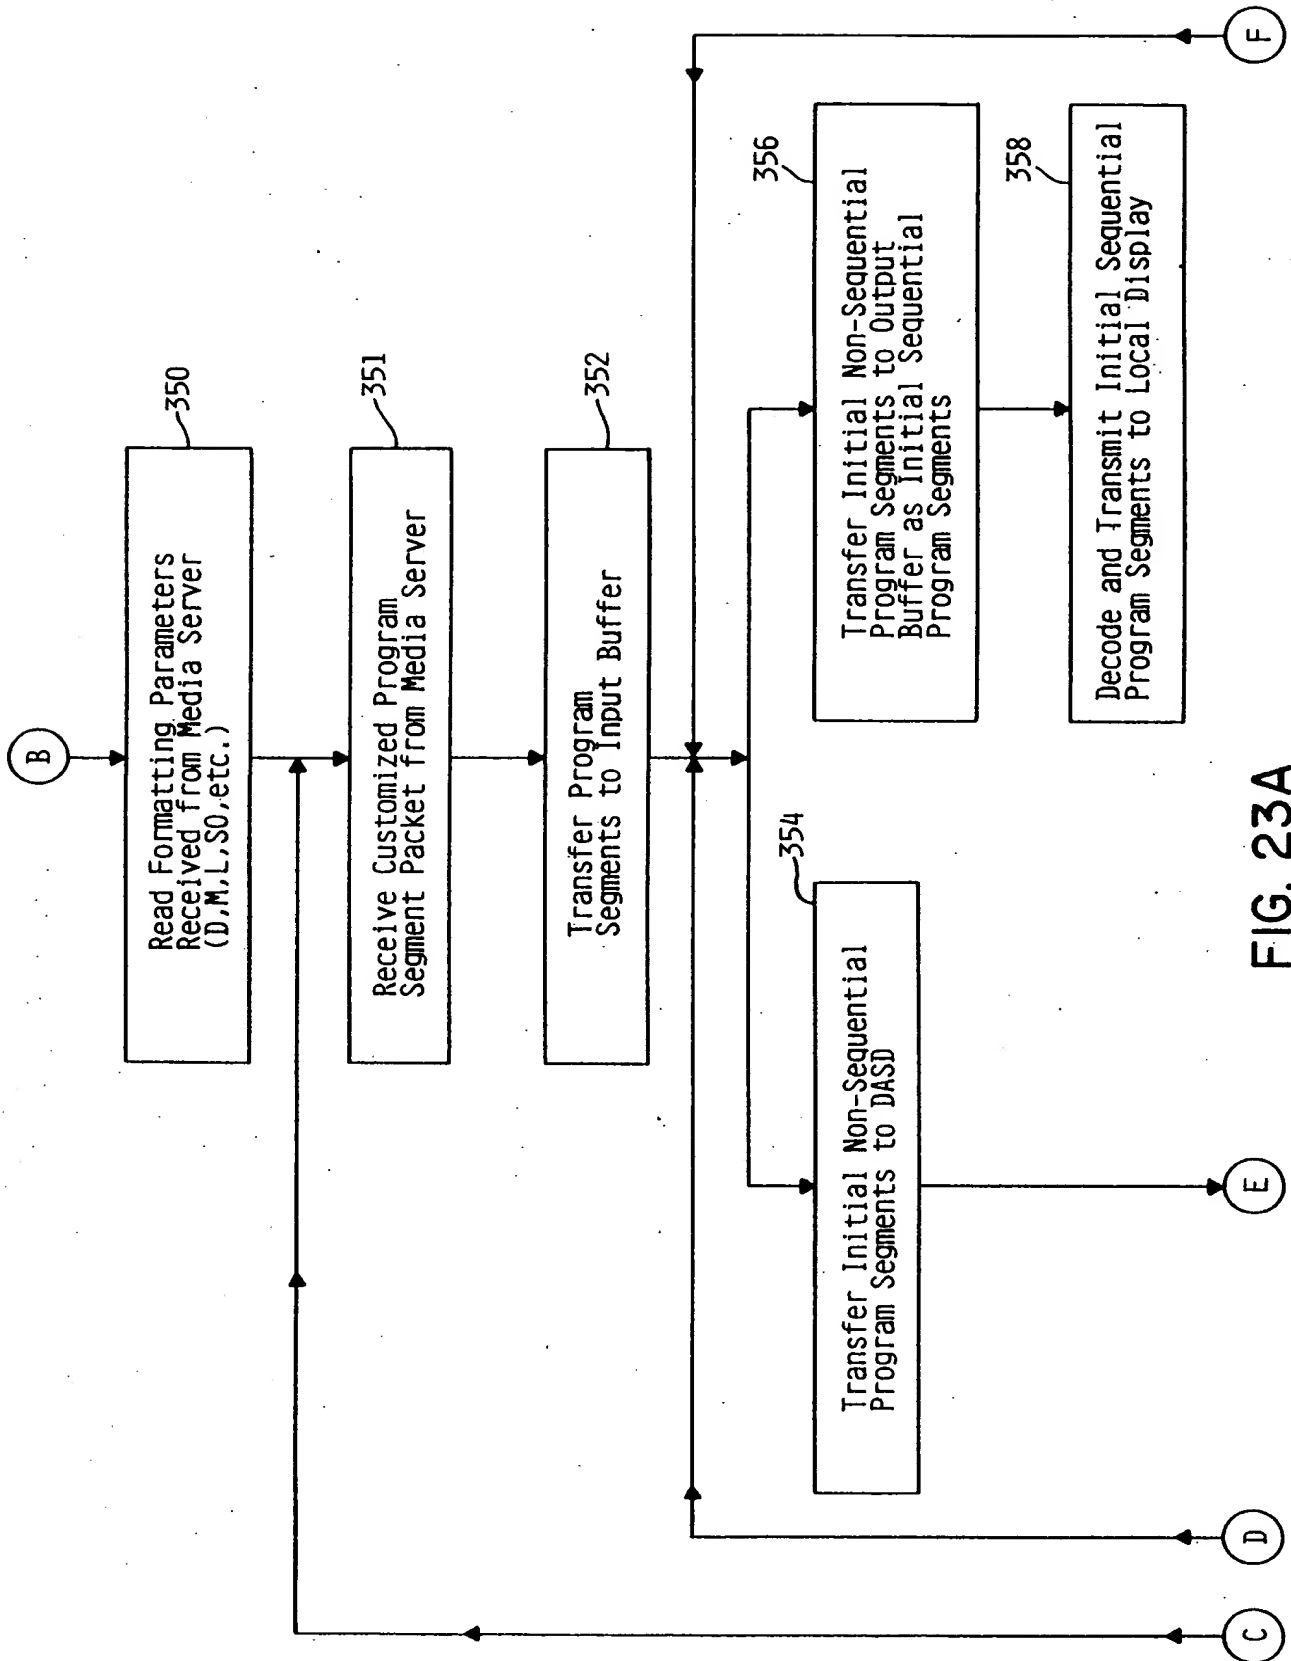 B
350
Read Formatting Parameters
Received from Media Server
(D,M,L,SO,etc.)
351
Receive Customized Program
Segment Packet from Media Server
352
Transfer Program
Segments to Input Buffer
354
Transfer Initial Non-Sequential
Program Segments to DASD
356
Transfer Initial Non-Sequential
Program Segments to Output
Buffer as Initial Sequential
Program Segments
358
Decode and Transmit Initial Sequential
Program Segments to Local Display
C
D
E
F
FIG. 23A